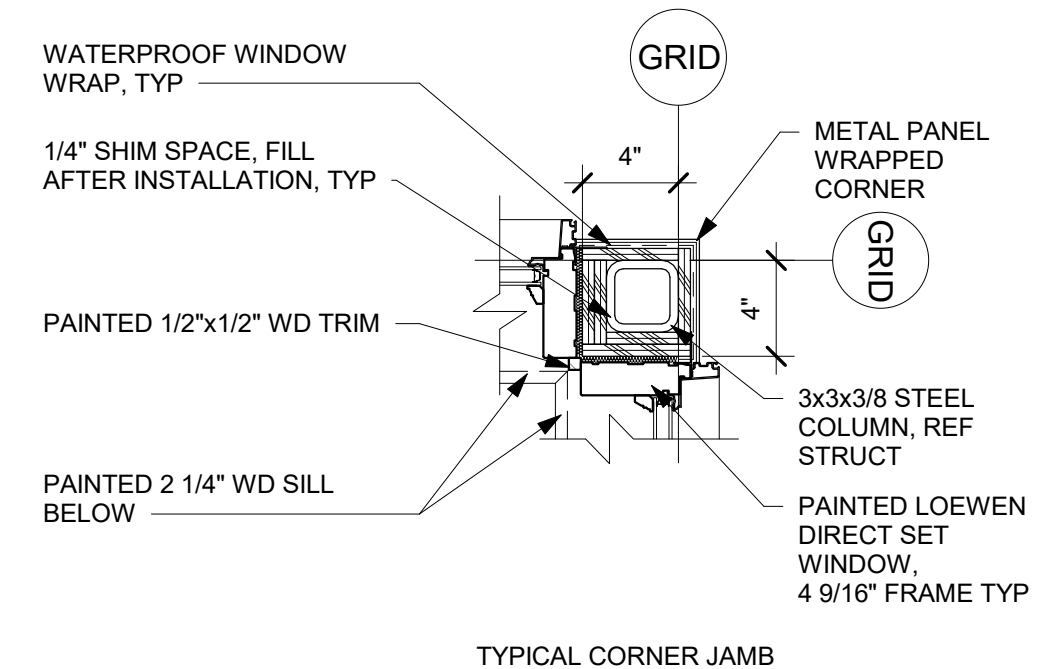 WATERPROOF WINDOW
WRAP, TYP
GRID
1/4" SHIM SPACE, FILL
AFTER INSTALLATION, TYP
4"
METAL PANEL
WRAPPED
CORNER
GRID
4"
PAINTED 1/2"x1/2" WD TRIM
3x3x3/8 STEEL
COLUMN, REF
STRUCT
PAINTED 2 1/4" WD SILL
BELOW
PAINTED LOEWEN
DIRECT SET
WINDOW,
4 9/16" FRAME TYP
TYPICAL CORNER JAMB